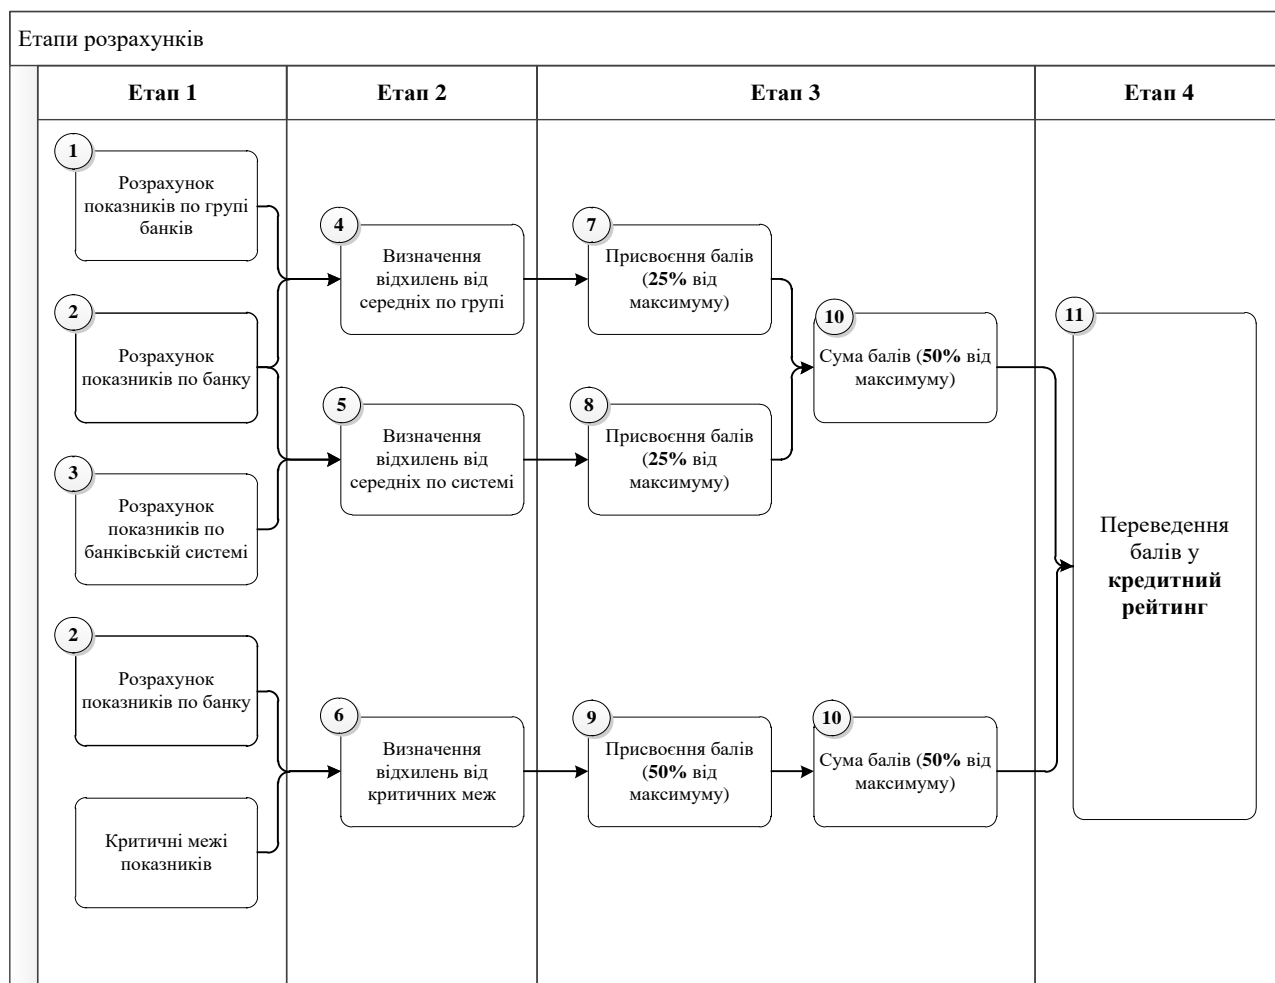 Етапи розрахунків
Етап 1
Етап 2
Етап 3
Етап 4
1
Розрахунок
показників по групі
банків
2
Розрахунок
показників по банку
3
Розрахунок
показників по
банківській системі
2
Розрахунок
показників по банку
Критичні межі
показників
4
Визначення
відхилень від
середніх по групі
5
Визначення
відхилень від
середніх по системі
6
Визначення
відхилень від
критичних меж
7
Присвоєння балів
(25% від
максимуму)
8
Присвоєння балів
(25% від
максимуму)
9
Присвоєння балів
(50% від
максимуму)
10
Сума балів (50% від
максимуму)
10
Сума балів (50% від
максимуму)
11
Переведення
балів у
кредитний
рейтинг